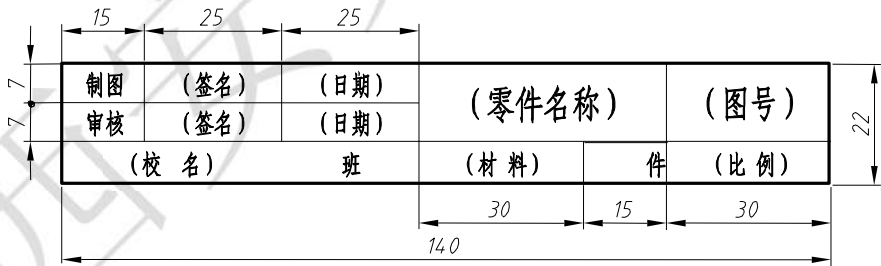 15 25 25
7 制图 (签名) (日期) (零件名称) (图号) 22
7 审核 (签名) (日期)
(校 名) 班 (材料) 件 (比例)
30 15 30
140